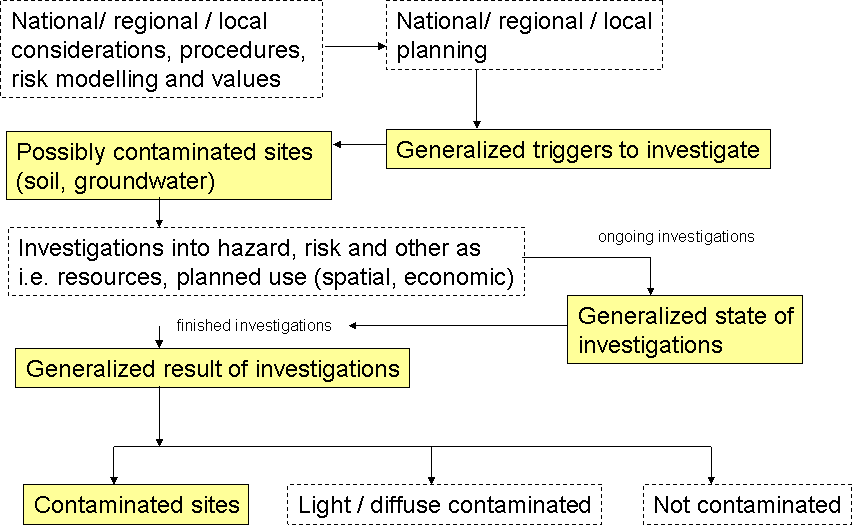 National/ regional / local
considerations, procedures,
risk modelling and values
National/ regional / local
planning
Generalized triggers to investigate
Possibly contaminated sites
(soil, groundwater)
Investigations into hazard, risk and other as
i.e. resources, planned use (spatial, economic)
ongoing investigations
Generalized state of
investigations
finished investigations
Generalized result of investigations
Contaminated sites
Light / diffuse contaminated
Not contaminated